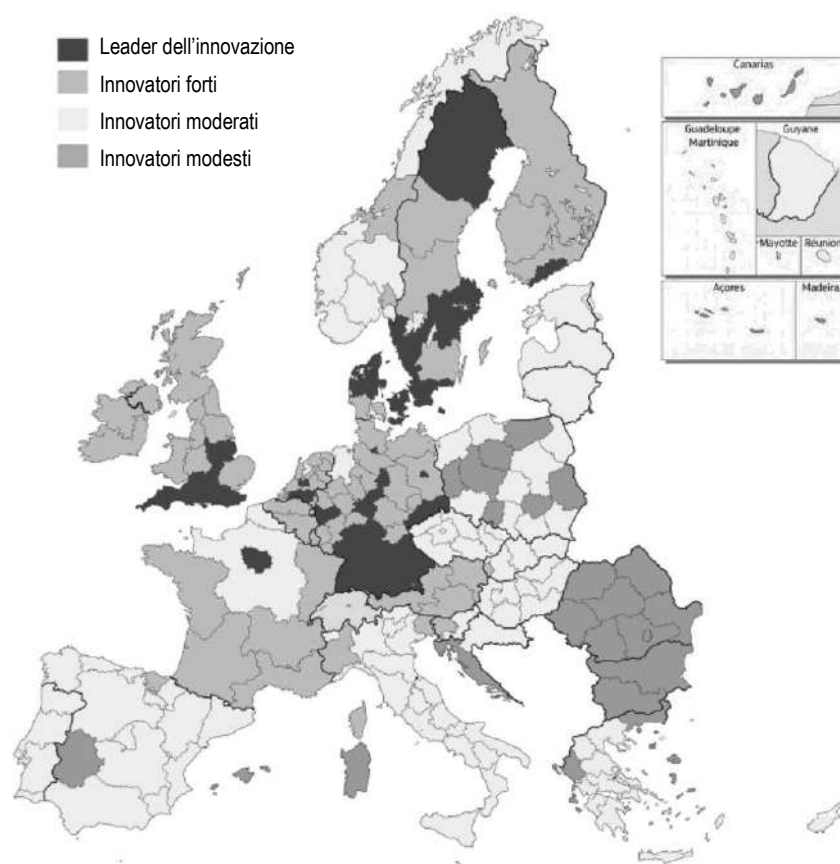 Leader dell'innovazione
Innovatori forti
Innovatori moderati
Innovatori modesti
Canarias
Guadeloupe
Martinique
Guyane
Mayotte
Réunion
Açores
Madeira